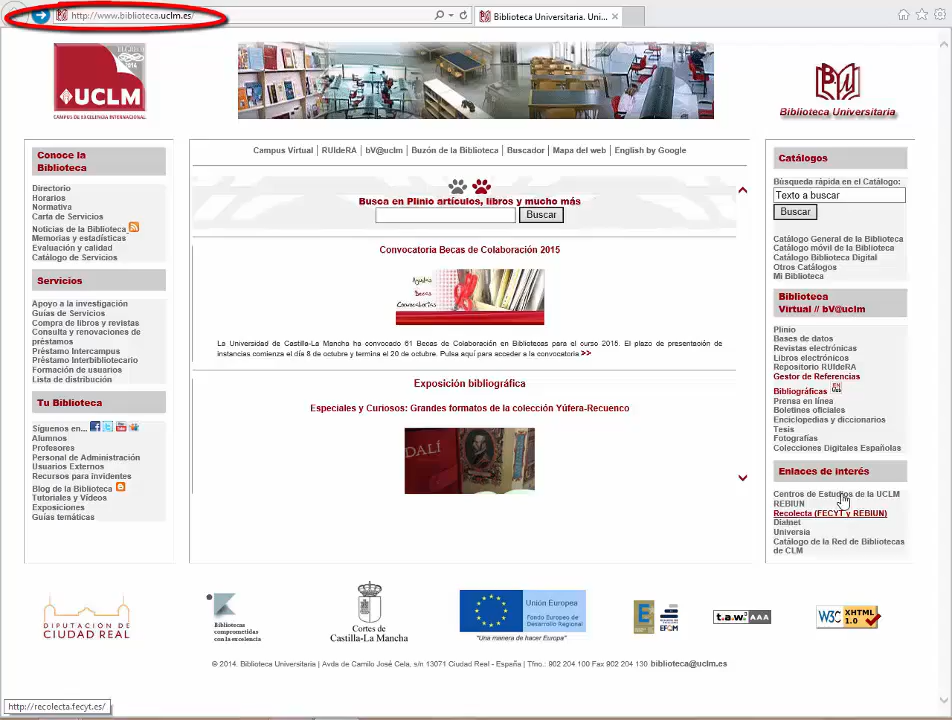 http://www.biblioteca.uclm.es/
Biblioteca Universitaria. Uni...
UCLM
CAMPUS DE EXCELENCIA INTERNACIONAL
Biblioteca Universitaria
Conoce la
Biblioteca
Directorio
Horarios
Normativa
Carta de Servicios
Noticias de la Biblioteca
Memorias y estadísticas
Evaluación y calidad
Catálogo de Servicios
Servicios
Apoyo a la investigación
Guías de Servicios
Compra de libros y revistas
Consulta y renovaciones de
préstamos
Préstamo Intercampus
Préstamo Interbibliotecario
Formación de usuarios
Lista de distribución
Tu Biblioteca
Síguenos en...
Alumnos
Profesores
Personal de Administración
Usuarios Externos
Recursos para invidentes
Blog de la Biblioteca
Tutoriales y Vídeos
Exposiciones
Guías temáticas
Campus Virtual | RUIdeRA | bV@uclm | Buzón de la Biblioteca | Buscador | Mapa del web | English by Google
Busca en Plinio artículos, libros y mucho más
Buscar
Convocatoria Becas de Colaboración 2015
Ayudas
Becas
Convocatorias
La Universidad de Castilla-La Mancha ha convocado 61 Becas de Colaboración en Bibliotecas para el curso 2015. El plazo de presentación de
instancias comienza el día 8 de octubre y termina el 20 de octubre. Pulsa aquí para acceder a la convocatoria >>
Exposición bibliográfica
Especiales y Curiosos: Grandes formatos de la colección Yúfera-Recuenco
DALÍ
Catálogos
Búsqueda rápida en el Catálogo:
Texto a buscar
Buscar
Catálogo General de la Biblioteca
Catálogo móvil de la Biblioteca
Catálogo Biblioteca Digital
Otros Catálogos
Mi Biblioteca
Biblioteca
Virtual // bV@uclm
Plinio
Bases de datos
Revistas electrónicas
Libros electrónicos
Repositorio RUIdeRA
Gestor de Referencias
Bibliográficas
Prensa en línea
Boletines oficiales
Enciclopedias y diccionarios
Tesis
Fotografías
Colecciones Digitales Españolas
Enlaces de interés
Centros de Estudios de la UCLM
REBIUN
Recolecta (FECYT y REBIUN)
Dialnet
Universia
Catálogo de la Red de Bibliotecas
de CLM
DIPUTACION DE
CIUDAD REAL
Bibliotecas
comprometidas
con la excelencia
Cortes de
Castilla-La Mancha
Unión Europea
Fondo Europeo de
Desarrollo Regional
"Una manera de hacer Europa"
EFQM
t.a.w. AAA
W3C XHTML
1.0
© 2014. Biblioteca Universitaria | Avda de Camilo José Cela, s/n 13071 Ciudad Real - España | Tfno.: 902 204 100 Fax 902 204 130 biblioteca@uclm.es
http://recolecta.fecyt.es/